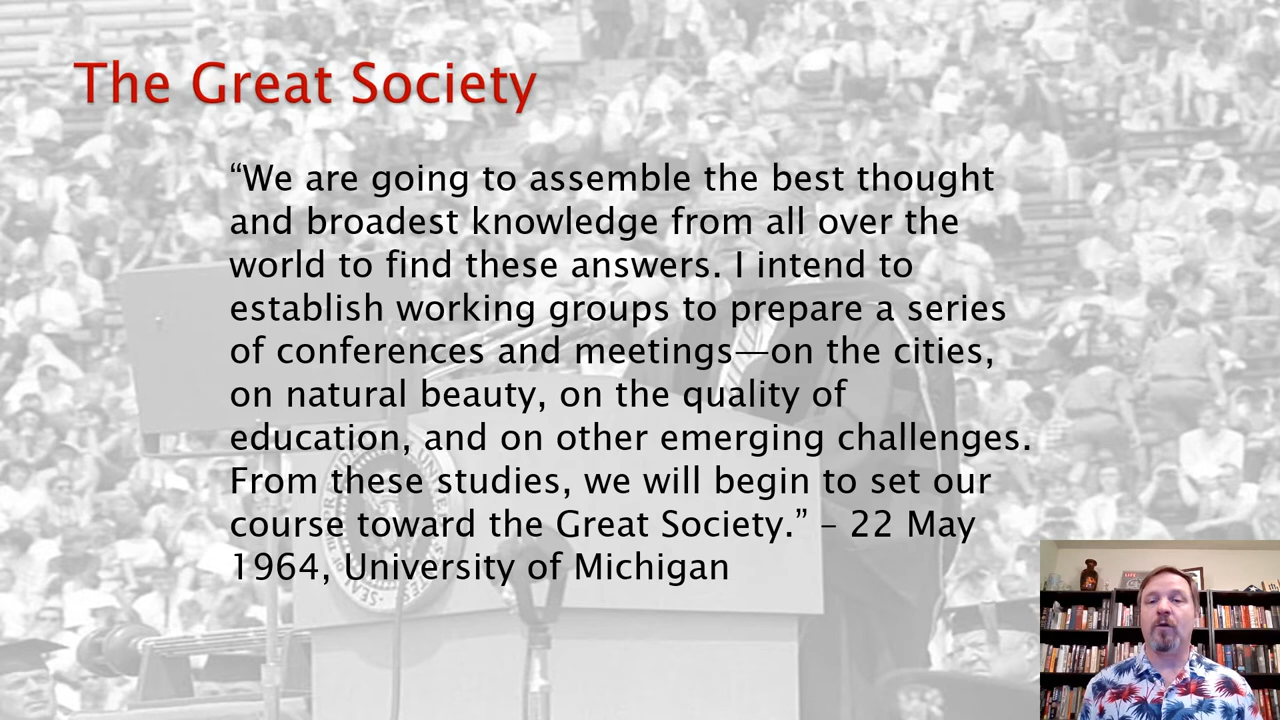 The Great Society
“We are going to assemble the best thought
and broadest knowledge from all over the
world to find these answers. I intend to
establish working groups to prepare a series
of conferences and meetings—on the cities,
on natural beauty, on the quality of
education, and on other emerging challenges.
From these studies, we will begin to set our
course toward the Great Society.” – 22 May
1964, University of Michigan